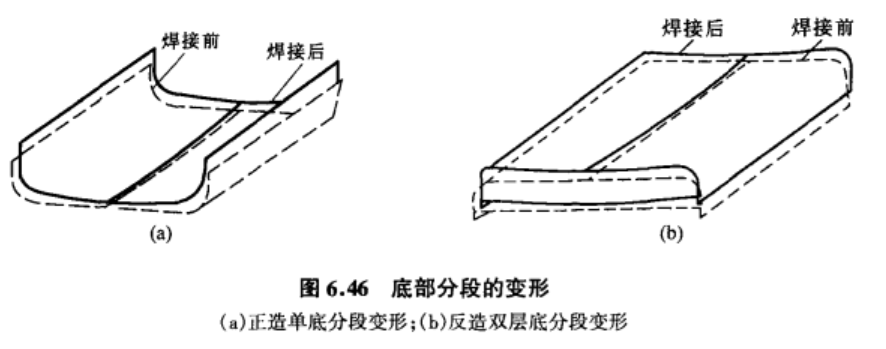 焊接前
焊接后
焊接后
焊接前
(a)
(b)
图 6.46 底部分段的变形
(a)正造单底分段变形;(b)反造双层底分段变形